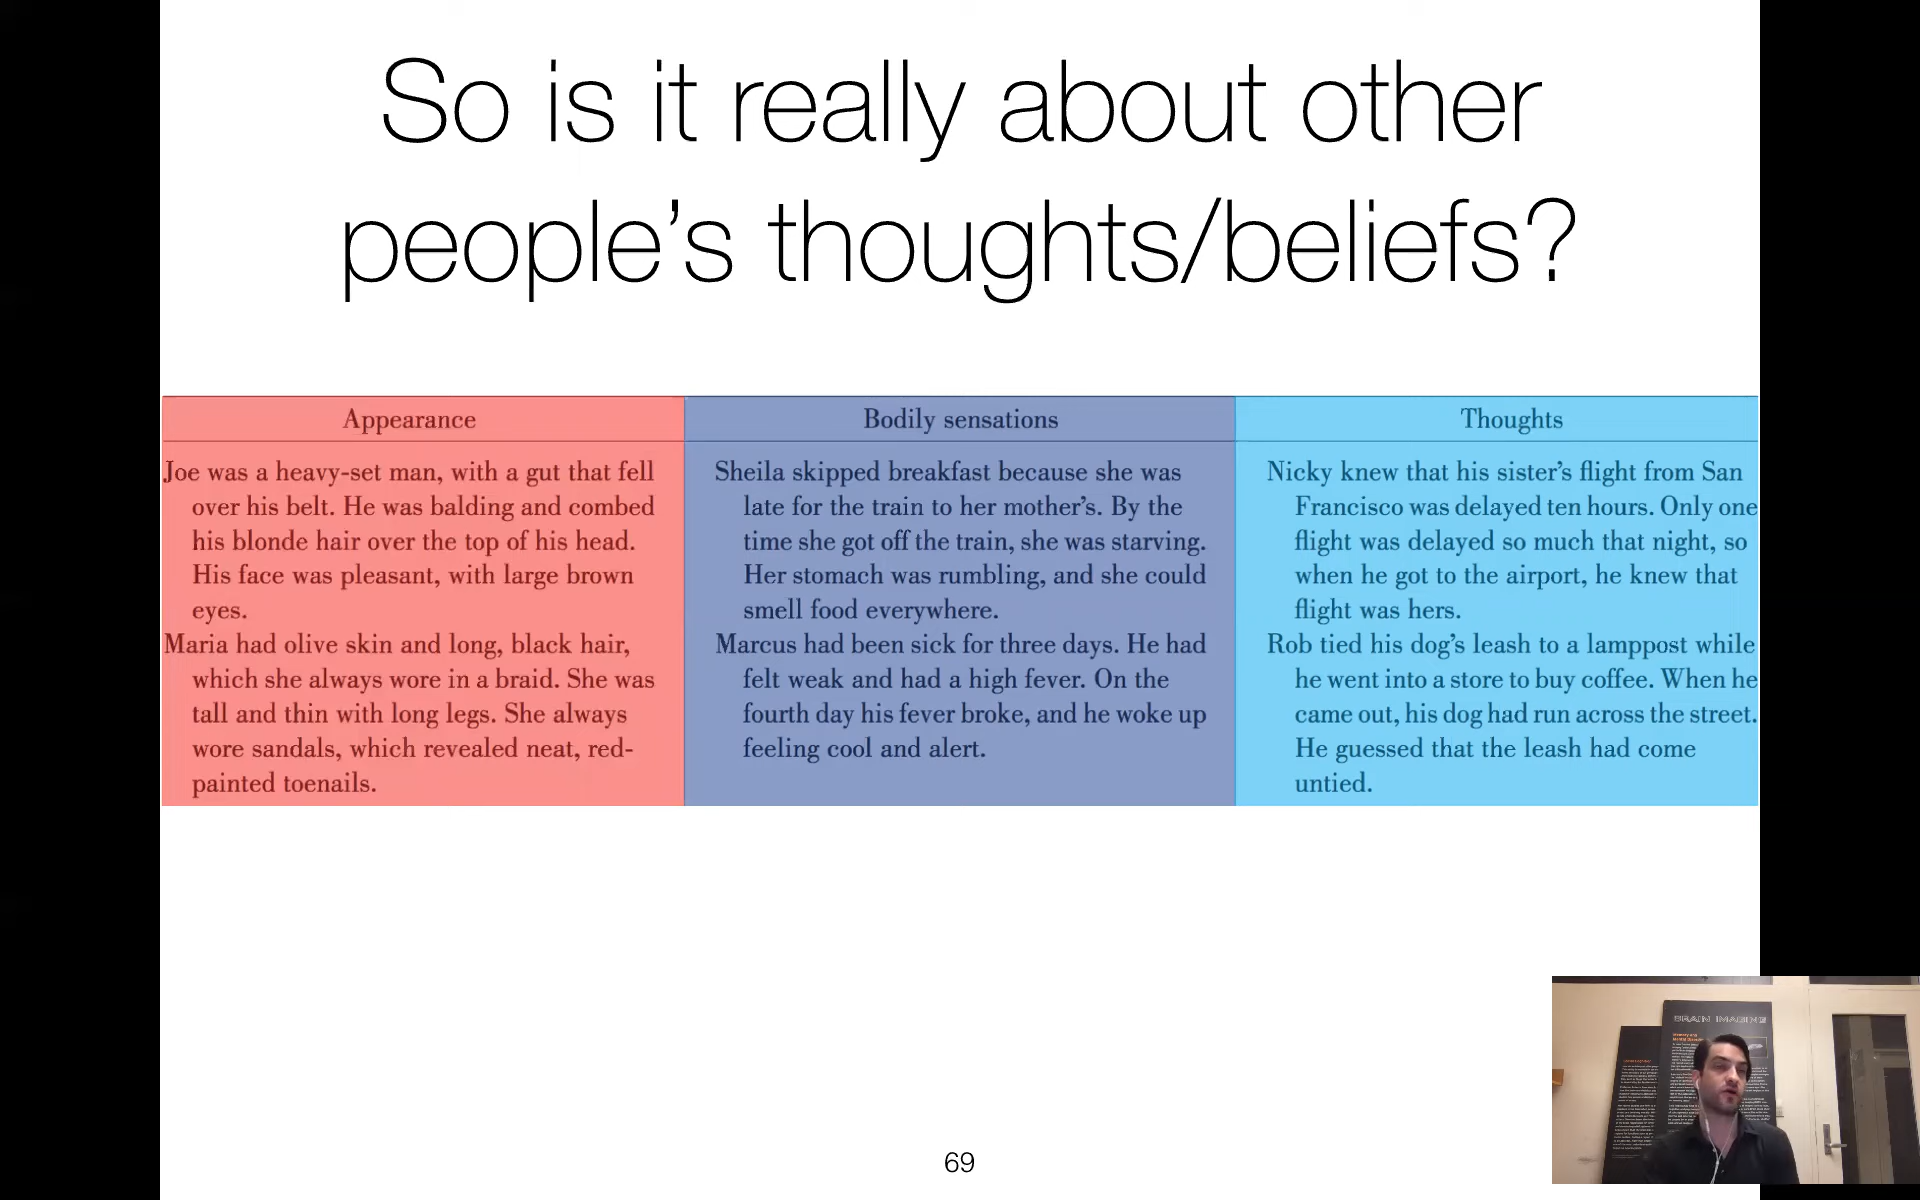 So is it really about other
people’s thoughts/beliefs?
Appearance
Joe was a heavy-set man, with a gut that fell
over his belt. He was balding and combed
his blonde hair over the top of his head.
His face was pleasant, with large brown
eyes.
Maria had olive skin and long, black hair,
which she always wore in a braid. She was
tall and thin with long legs. She always
wore sandals, which revealed neat, red-
painted toenails.
Bodily sensations
Sheila skipped breakfast because she was
late for the train to her mother’s. By the
time she got off the train, she was starving.
Her stomach was rumbling, and she could
smell food everywhere.
Marcus had been sick for three days. He had
felt weak and had a high fever. On the
fourth day his fever broke, and he woke up
feeling cool and alert.
Thoughts
Nicky knew that his sister’s flight from San
Francisco was delayed ten hours. Only one
flight was delayed so much that night, so
when he got to the airport, he knew that
flight was hers.
Rob tied his dog’s leash to a lamppost while
he went into a store to buy coffee. When he
came out, his dog had run across the street.
He guessed that the leash had come
untied.
BRAIN IMAGING
69